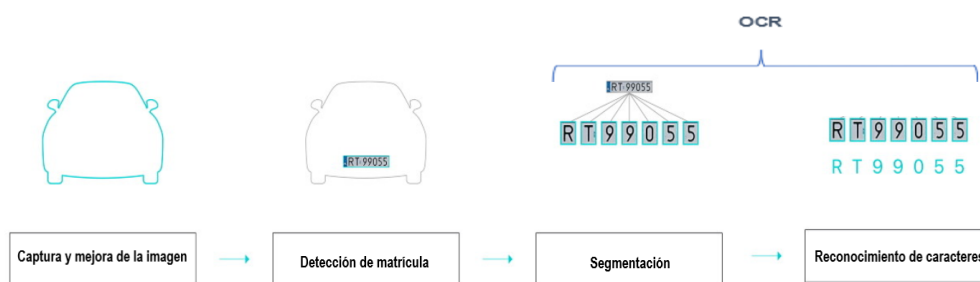 OCR
RT-99055
RT-99055
R T 9 9 0 5 5
R T 9 9 0 5 5
R T 9 9 0 5 5
Captura y mejora de la imagen
Detección de matrícula
Segmentación
Reconocimiento de caracteres